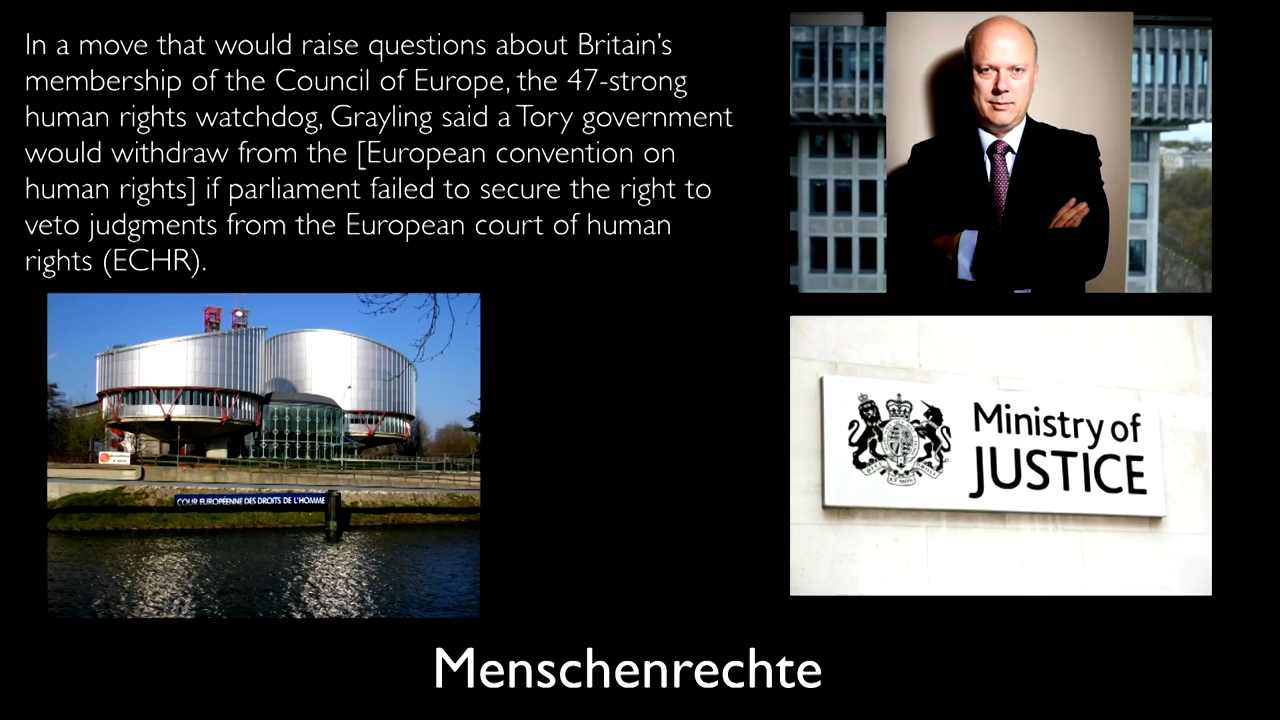 In a move that would raise questions about Britain's
membership of the Council of Europe, the 47-strong
human rights watchdog, Grayling said a Tory government
would withdraw from the [European convention on
human rights] if parliament failed to secure the right to
veto judgments from the European court of human
rights (ECHR).
COUR EUROPÉENNE DES DROITS DE L'HOMME
Ministry of
JUSTICE
Menschenrechte